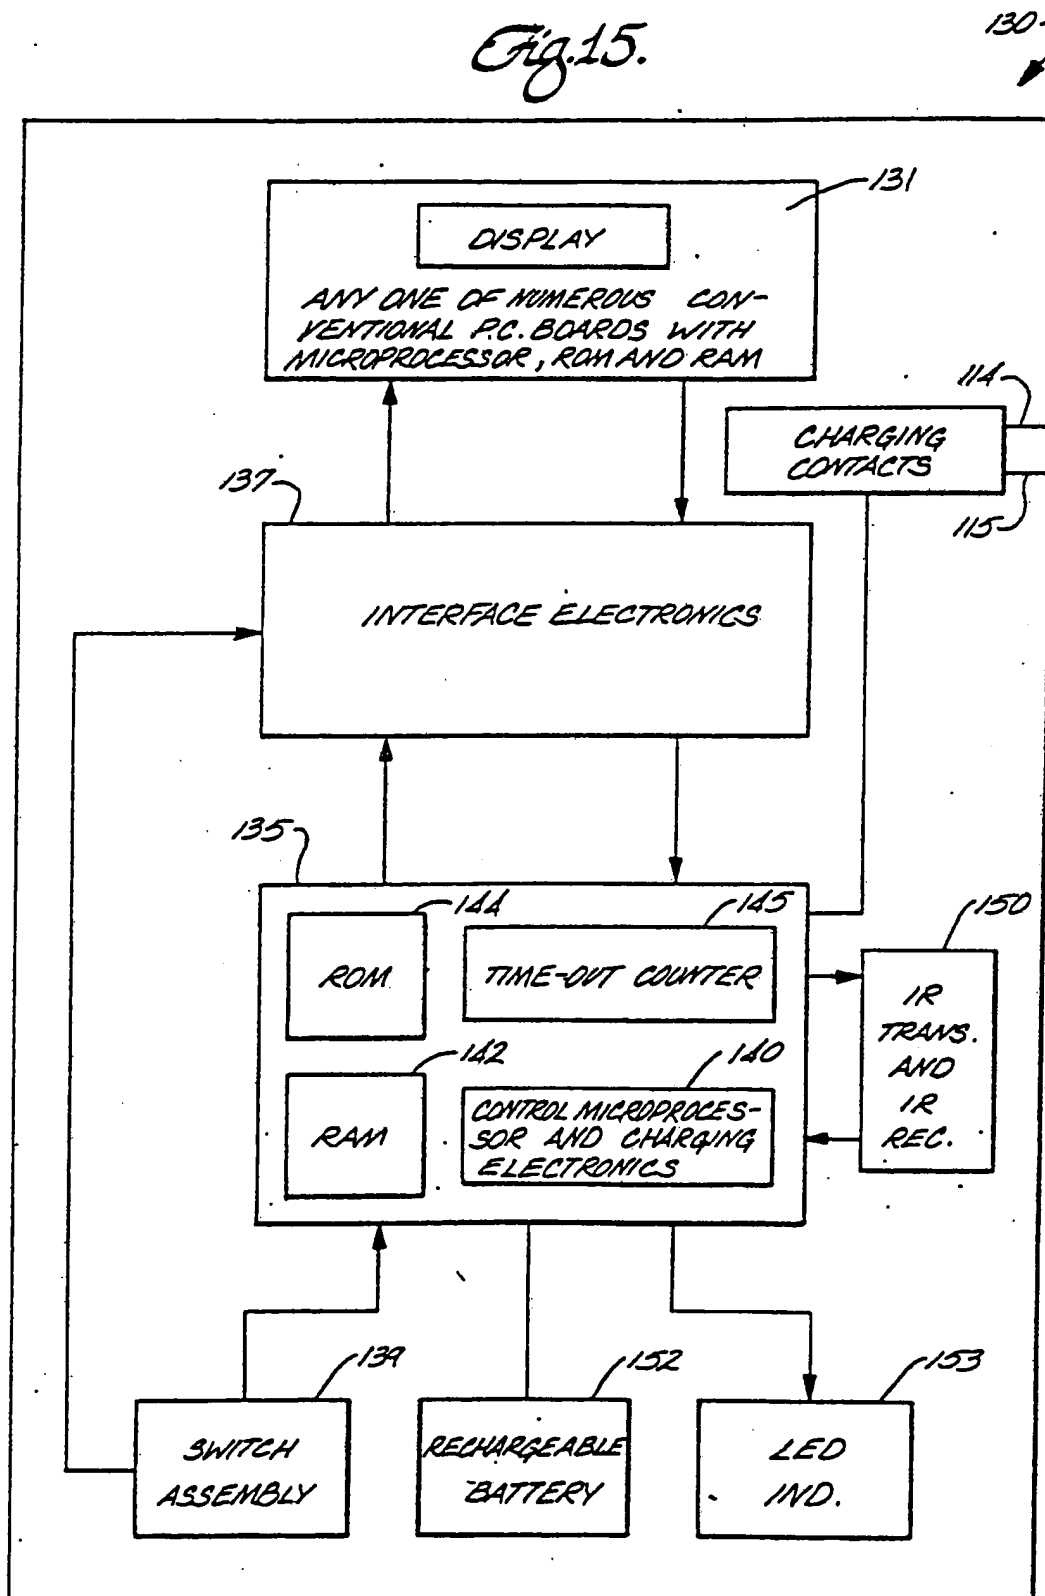 Fig.15.
130
131
DISPLAY
ANY ONE OF NUMEROUS CON-
VENTIONAL P.C. BOARDS WITH
MICROPROCESSOR, ROM AND RAM
114
CHARGING
CONTACTS
115
137
INTERFACE ELECTRONICS
135
144
ROM
145
TIME-OUT COUNTER
150
IR
TRANS.
AND
IR
REC.
142
RAM
140
CONTROL MICROPROCES-
SOR AND CHARGING
ELECTRONICS
139
SWITCH
ASSEMBLY
152
RECHARGEABLE
BATTERY
153
LED
IND.